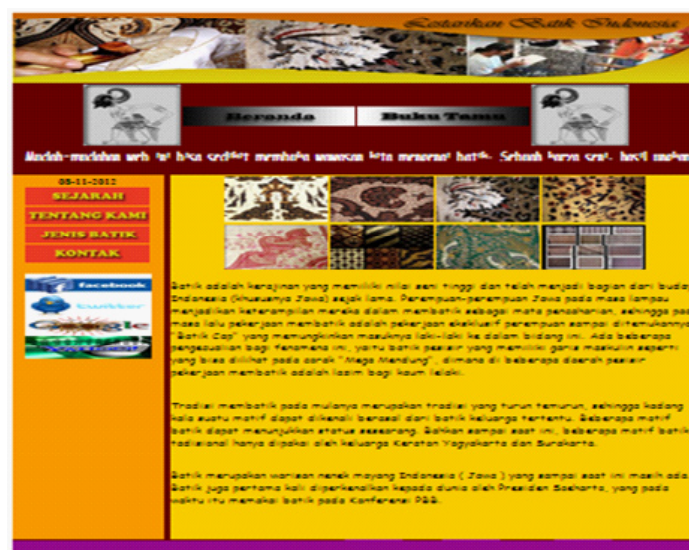 Lestarikan Batik Indonesia
Beranda Buku Tamu
Mudah-mudahan web ini bisa sedikit membuka wawasan kita mengenai batik. Sebuah karya seni, hasil
08-11-2012
SEJARAH
TENTANG KAMI
JENIS BATIK
KONTAK
facebook
twitter
Google
Batik adalah kerajinan yang memiliki nilai seni tinggi dan telah menjadi bagian dari buday
Indonesia (khususnya Jawa) sejak lama. Perempuan-perempuan Jawa pada masa lampau
menjadikan keterampilan mereka dalam membatik sebagai mata pencaharian, sehingga pad
masa lalu pekerjaan membatik adalah pekerjaan eksklusif perempuan sampai ditemukannya
"Batik Cap" yang memungkinkan masuknya laki-laki ke dalam bidang ini. Ada beberapa
pengecualian bagi fenomena ini, yaitu batik pesisir yang memiliki garis maskulin seperti
yang bisa dilihat pada corak "Mega Mendung", dimana di beberapa daerah pesisir
pekerjaan membatik adalah lazim bagi kaum lelaki.
Tradisi membatik pada mulanya merupakan tradisi yang turun temurun, sehingga kadang
kala suatu motif dapat dikenali berasal dari batik keluarga tertentu. Beberapa motif
batik dapat menunjukkan status seseorang. Bahkan sampai saat ini, beberapa motif batik
tadisional hanya dipakai oleh keluarga Keraton Yogyakarta dan Surakarta.
Batik merupakan warisan nenek moyang Indonesia ( Jawa ) yang sampai saat ini masih ada.
Batik juga pertama kali diperkenalkan kepada dunia oleh Presiden Soeharto, yang pada
waktu itu memakai batik pada Konferensi PBB.